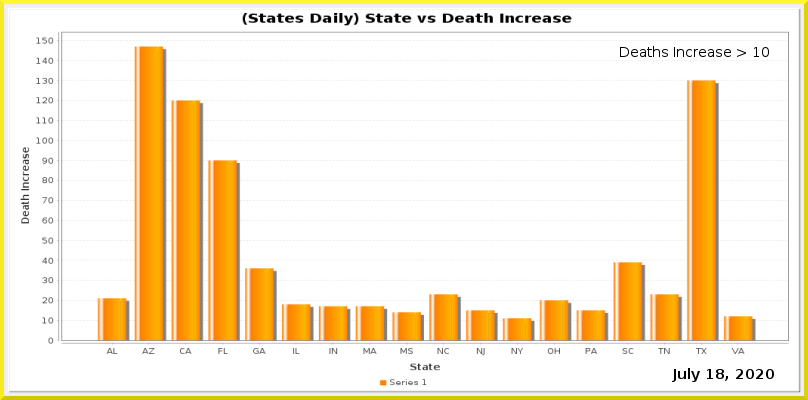 (States Daily) State vs Death Increase
Deaths Increase > 10
150
140
130
120
110
100
90
80
70
60
50
40
30
20
10
0
Death Increase
AL AZ CA FL GA IL IN MA MS NC NJ NY OH PA SC TN TX VA
State
Series 1
July 18, 2020